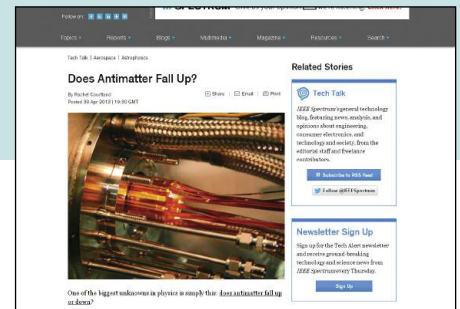 Follow on:
SPECTRUM
Topics Reports Blogs Multimedia Magazine Resources Search
Tech Talk | Aerospace | Astrophysics
Does Antimatter Fall Up?
By Rachel Courtland
Posted 30 Apr 2013 | 19:30 GMT
Share | Email | Print
One of the biggest unknowns in physics is simply this: does antimatter fall up
or down?
Related Stories
Tech Talk
IEEE Spectrum's general technology
blog, featuring news, analysis, and
opinions about engineering,
consumer electronics, and
technology and society, from the
editorial staff and freelance
contributors.
Subscribe to RSS Feed
Follow @IEEESpectrum
Newsletter Sign Up
Sign up for the Tech Alert newsletter
and receive ground-breaking
technology and science news from
IEEE Spectrum every Thursday.
Sign Up